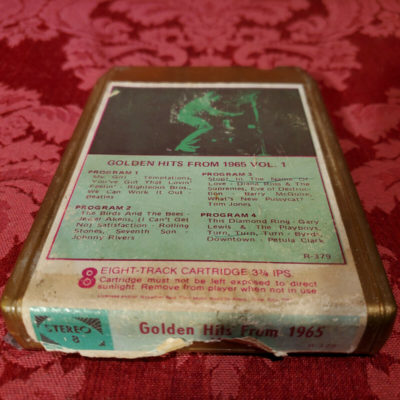 GOLDEN HITS FROM 1965 VOL. 1
PROGRAM 1
My Girl - Temptations,
You've Got That Lovin'
Feelin' - Righteous Bros.,
We Can Work It Out
(Beatles)
PROGRAM 2
The Birds And The Bees -
Jewel Akens, (I Can't Get
No) Satisfaction - Rolling
Stones, Seventh Son -
Johnny Rivers
PROGRAM 3
Stop! In The Name Of
Love - Diana Ross & The
Supremes, Eve of Destruc-
tion - Barry McGuire,
What's New Pussycat?
Tom Jones
PROGRAM 4
This Diamond Ring - Gary
Lewis & The Playboys,
Turn, Turn, Turn - Byrds,
Downtown - Petula Clark
R-379
8 EIGHT-TRACK CARTRIDGE 3¾ IPS.
Cartridge must not be left exposed to direct
sunlight. Remove from player when not in use
STEREO
8
Golden Hits From 1965
R-379